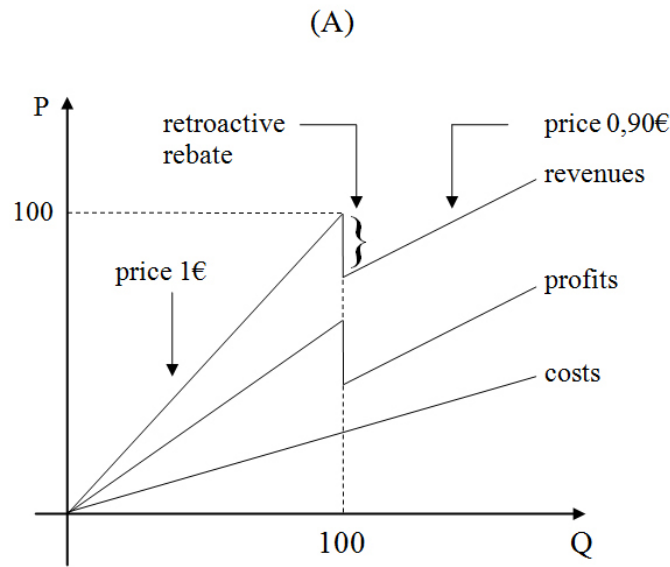 (A)
P
retroactive
rebate
price 0,90€
revenues
100
price 1€
}
profits
costs
100
Q